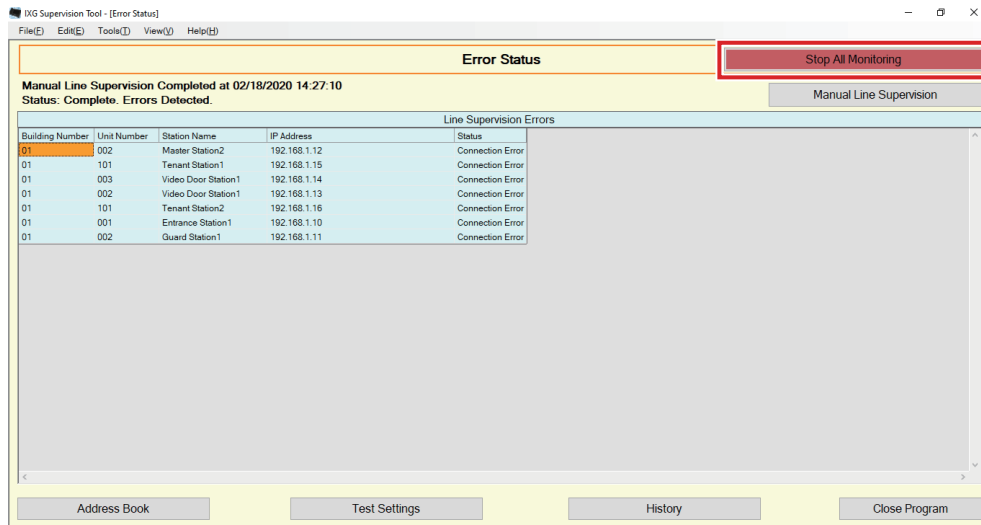 IXG Supervision Tool - [Error Status]
File(F) Edit(E) Tools(T) View(V) Help(H)
Error Status
Stop All Monitoring
Manual Line Supervision Completed at 02/18/2020 14:27:10
Status: Complete. Errors Detected.
Manual Line Supervision
Line Supervision Errors
Building Number Unit Number Station Name IP Address Status
01 002 Master Station2 192.168.1.12 Connection Error
01 101 Tenant Station1 192.168.1.15 Connection Error
01 003 Video Door Station1 192.168.1.14 Connection Error
01 002 Video Door Station1 192.168.1.13 Connection Error
01 101 Tenant Station2 192.168.1.16 Connection Error
01 001 Entrance Station1 192.168.1.10 Connection Error
01 002 Guard Station1 192.168.1.11 Connection Error
Address Book Test Settings History Close Program